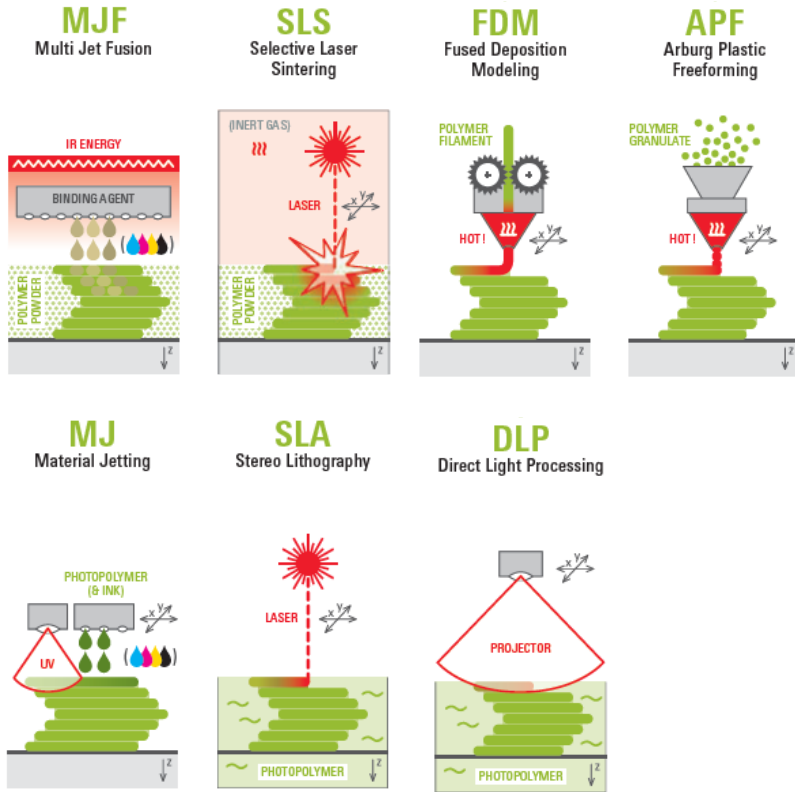 MJF
Multi Jet Fusion
IR ENERGY
BINDING AGENT
POLYMER
POWDER
z
SLS
Selective Laser
Sintering
(INERT GAS)
LASER
x y
POLYMER
POWDER
z
FDM
Fused Deposition
Modeling
POLYMER
FILAMENT
HOT !
x y
z
APF
Arburg Plastic
Freeforming
POLYMER
GRANULATE
HOT !
x y
z
MJ
Material Jetting
PHOTOPOLYMER
(& INK)
x y
UV
z
SLA
Stereo Lithography
LASER
x y
z
PHOTOPOLYMER
DLP
Direct Light Processing
x y
PROJECTOR
z
PHOTOPOLYMER